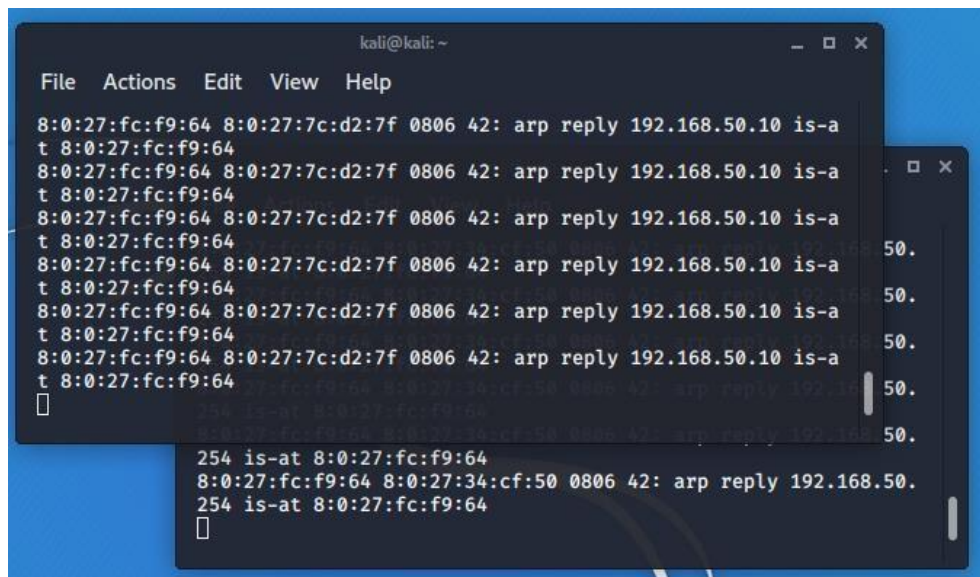 kali@kali: ~
File Actions Edit View Help
8:0:27:fc:f9:64 8:0:27:7c:d2:7f 0806 42: arp reply 192.168.50.10 is-a
t 8:0:27:fc:f9:64
8:0:27:fc:f9:64 8:0:27:7c:d2:7f 0806 42: arp reply 192.168.50.10 is-a
t 8:0:27:fc:f9:64
8:0:27:fc:f9:64 8:0:27:7c:d2:7f 0806 42: arp reply 192.168.50.10 is-a
t 8:0:27:fc:f9:64
8:0:27:fc:f9:64 8:0:27:7c:d2:7f 0806 42: arp reply 192.168.50.10 is-a
t 8:0:27:fc:f9:64
8:0:27:fc:f9:64 8:0:27:7c:d2:7f 0806 42: arp reply 192.168.50.10 is-a
t 8:0:27:fc:f9:64
8:0:27:fc:f9:64 8:0:27:7c:d2:7f 0806 42: arp reply 192.168.50.10 is-a
t 8:0:27:fc:f9:64
50.
50.
50.
50.
50.
254 is-at 8:0:27:fc:f9:64
8:0:27:fc:f9:64 8:0:27:34:cf:50 0806 42: arp reply 192.168.50.
254 is-at 8:0:27:fc:f9:64